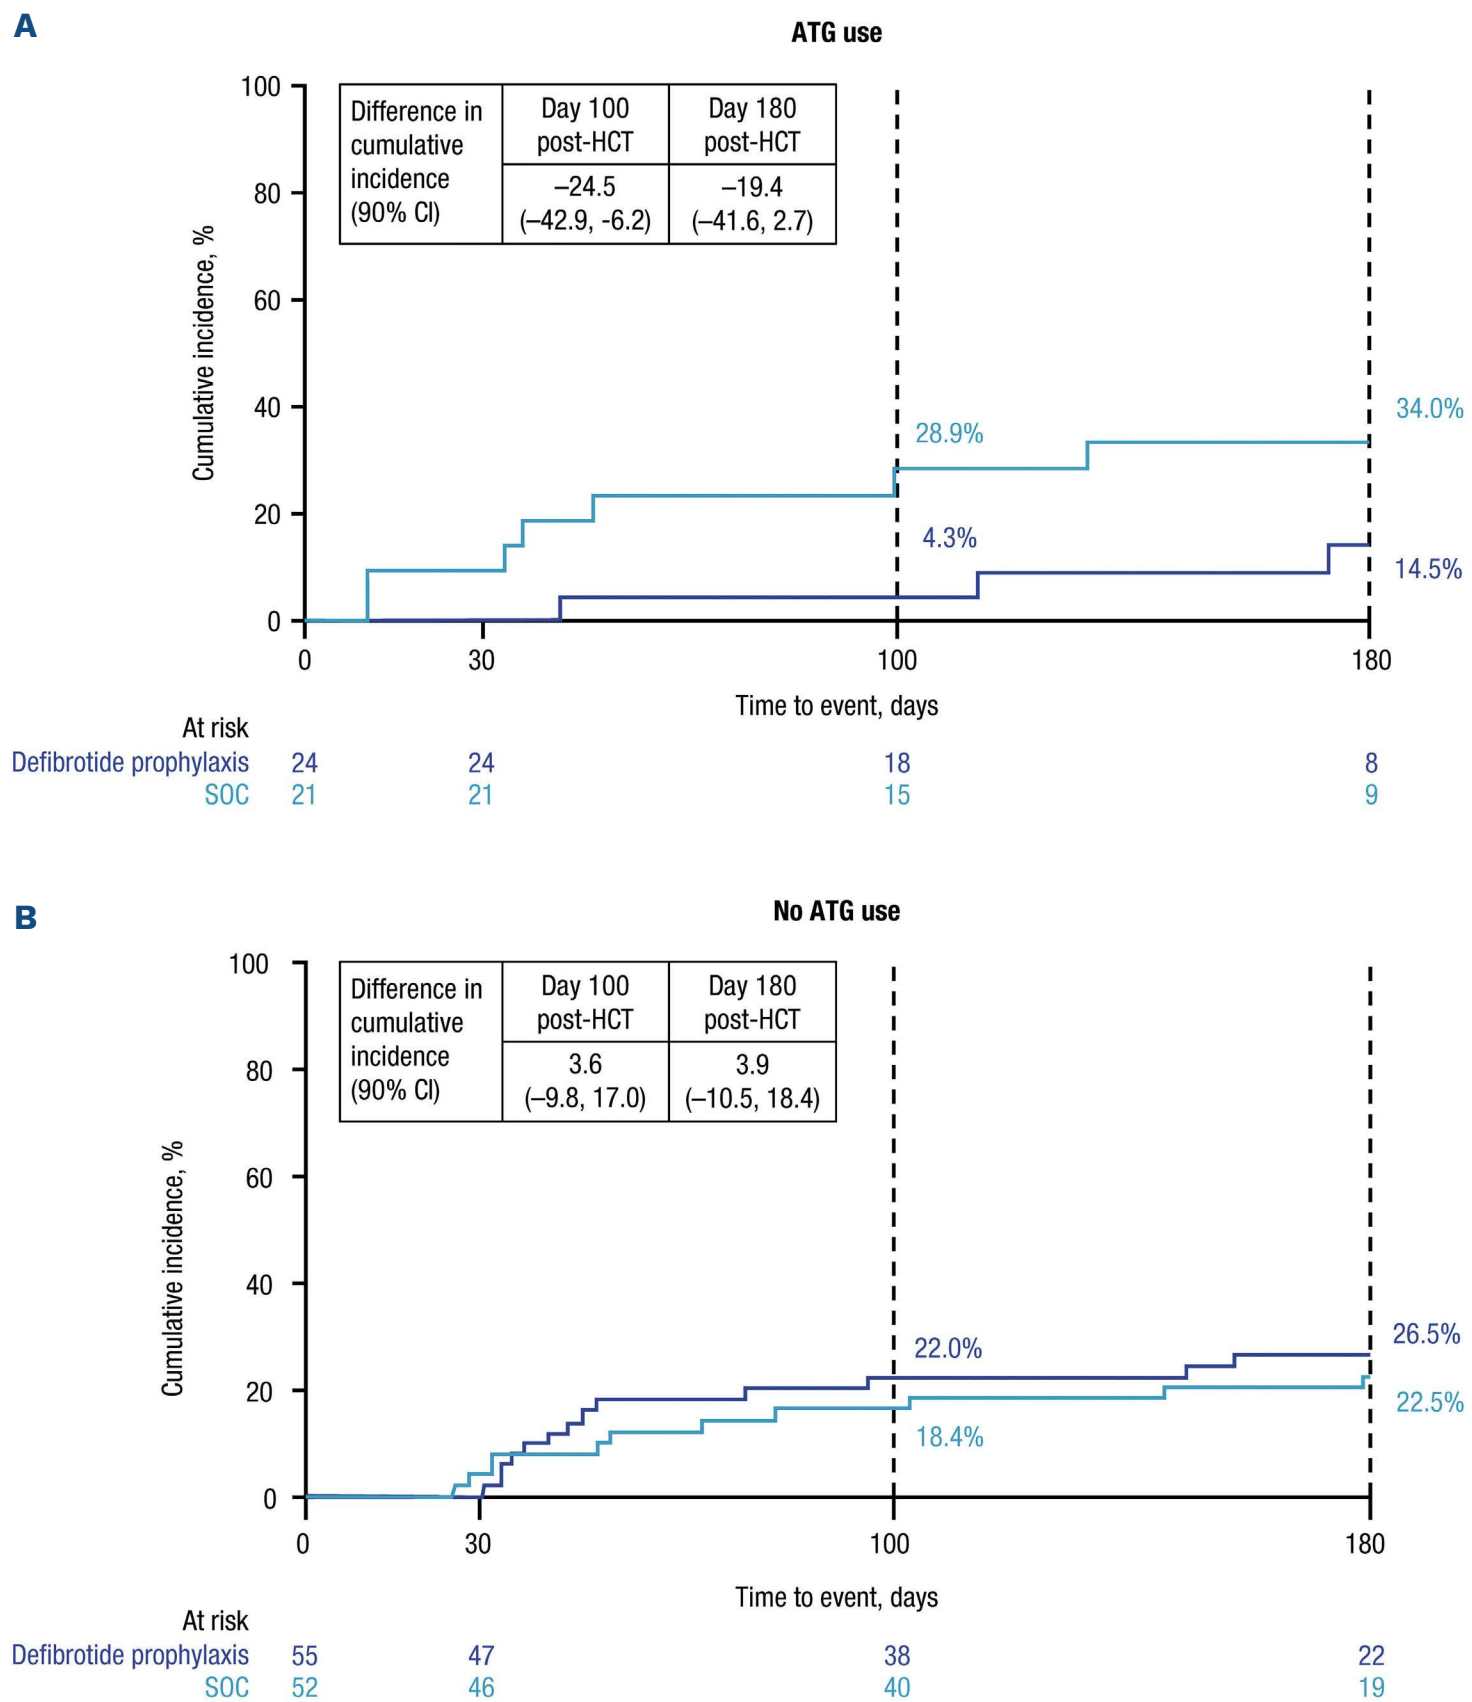 A
ATG use
Difference in
cumulative
incidence
(90% CI)
Day 100
post-HCT
Day 180
post-HCT
–24.5
(–42.9, -6.2)
–19.4
(–41.6, 2.7)
Cumulative incidence, %
100
80
60
40
20
0
28.9%
34.0%
4.3%
14.5%
0 30 100 180
Time to event, days
At risk
Defibrotide prophylaxis 24 24 18 8
SOC 21 21 15 9
B
No ATG use
Difference in
cumulative
incidence
(90% CI)
Day 100
post-HCT
Day 180
post-HCT
3.6
(–9.8, 17.0)
3.9
(–10.5, 18.4)
Cumulative incidence, %
100
80
60
40
20
0
22.0%
26.5%
18.4%
22.5%
0 30 100 180
Time to event, days
At risk
Defibrotide prophylaxis 55 47 38 22
SOC 52 46 40 19